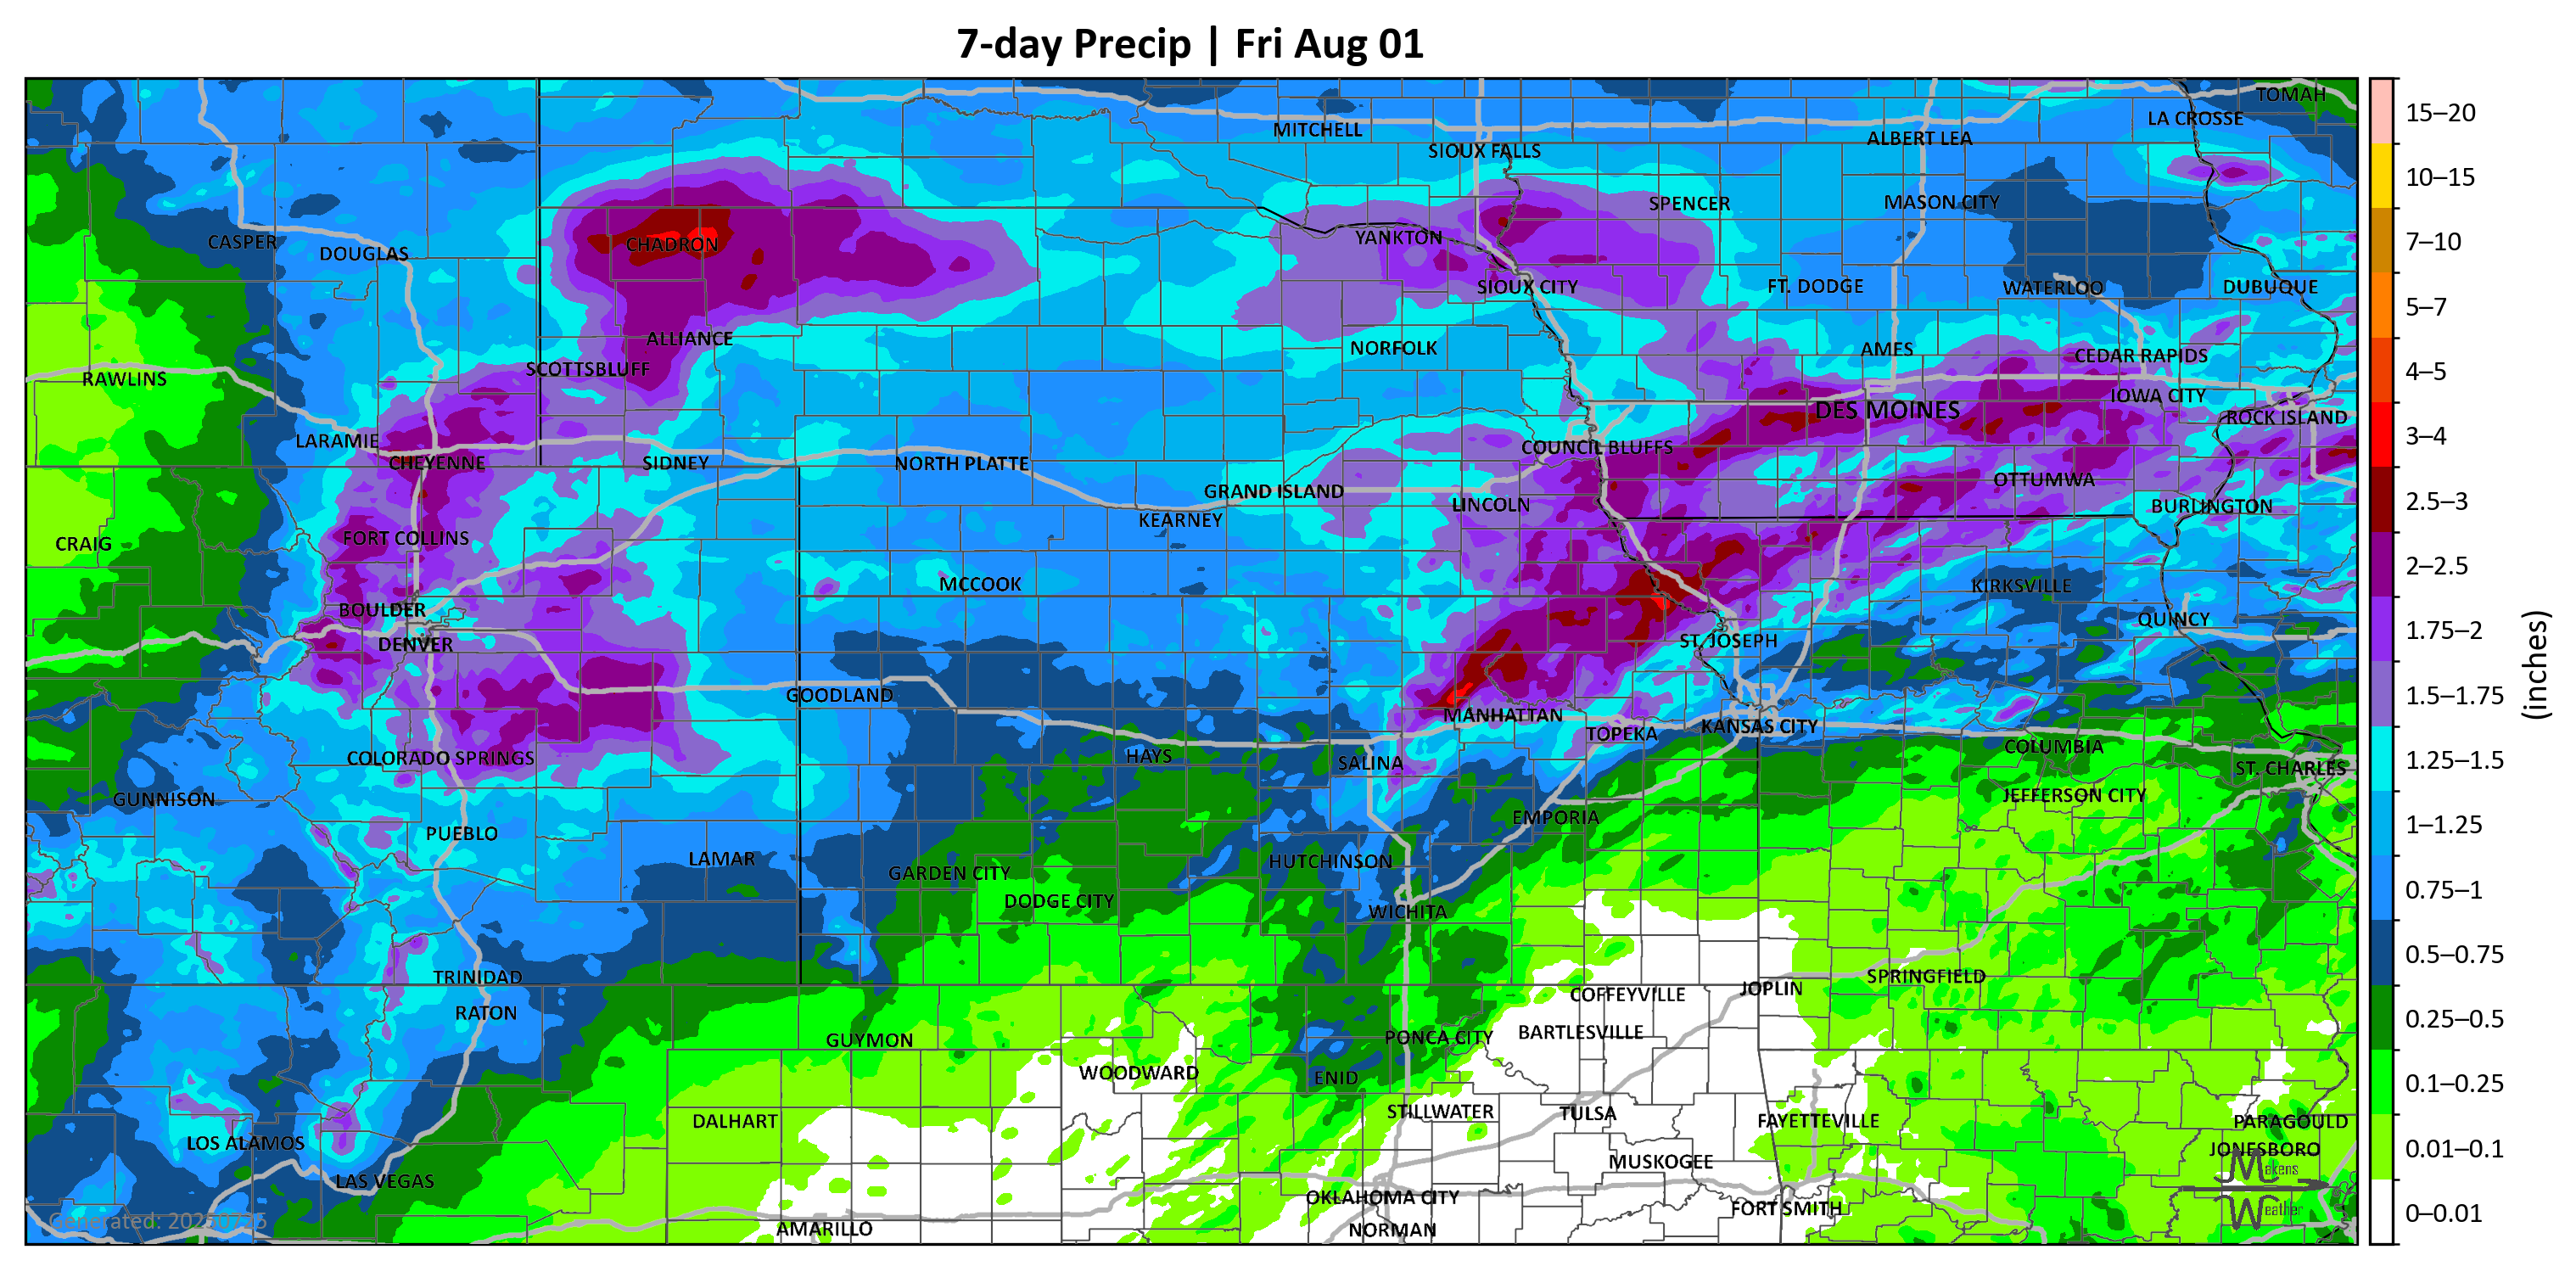 7-day Precip | Fri Aug 01
TOMAH
LA CROSSE
MITCHELL
ALBERT LEA
SIOUX FALLS
SPENCER
MASON CITY
CASPER
DOUGLAS
CHADRON
YANKTON
SIOUX CITY
FT. DODGE
WATERLOO
DUBUQUE
ALLIANCE
NORFOLK
AMES
CEDAR RAPIDS
SCOTTSBLUFF
RAWLINS
IOWA CITY
DES MOINES
ROCK ISLAND
LARAMIE
COUNCIL BLUFFS
CHEYENNE
SIDNEY
NORTH PLATTE
OTTUMWA
GRAND ISLAND
LINCOLN
BURLINGTON
KEARNEY
FORT COLLINS
CRAIG
MCCOOK
KIRKSVILLE
BOULDER
QUINCY
DENVER
ST. JOSEPH
GOODLAND
MANHATTAN
KANSAS CITY
TOPEKA
COLUMBIA
COLORADO SPRINGS
HAYS
SALINA
ST. CHARLES
GUNNISON
JEFFERSON CITY
EMPORIA
PUEBLO
LAMAR
HUTCHINSON
GARDEN CITY
DODGE CITY
WICHITA
TRINIDAD
SPRINGFIELD
JOPLIN
COFFEYVILLE
RATON
BARTLESVILLE
PONCA CITY
GUYMON
WOODWARD
ENID
STILLWATER
TULSA
DALHART
FAYETTEVILLE
PARAGOULD
LOS ALAMOS
JONESBORO
MUSKOGEE
LAS VEGAS
OKLAHOMA CITY
FORT SMITH
AMARILLO
NORMAN
Mekens
Weather
15–20
10–15
7–10
5–7
4–5
3–4
2.5–3
2–2.5
1.75–2
1.5–1.75
1.25–1.5
1–1.25
0.75–1
0.5–0.75
0.25–0.5
0.1–0.25
0.01–0.1
0–0.01
(inches)
Generated: 20250725